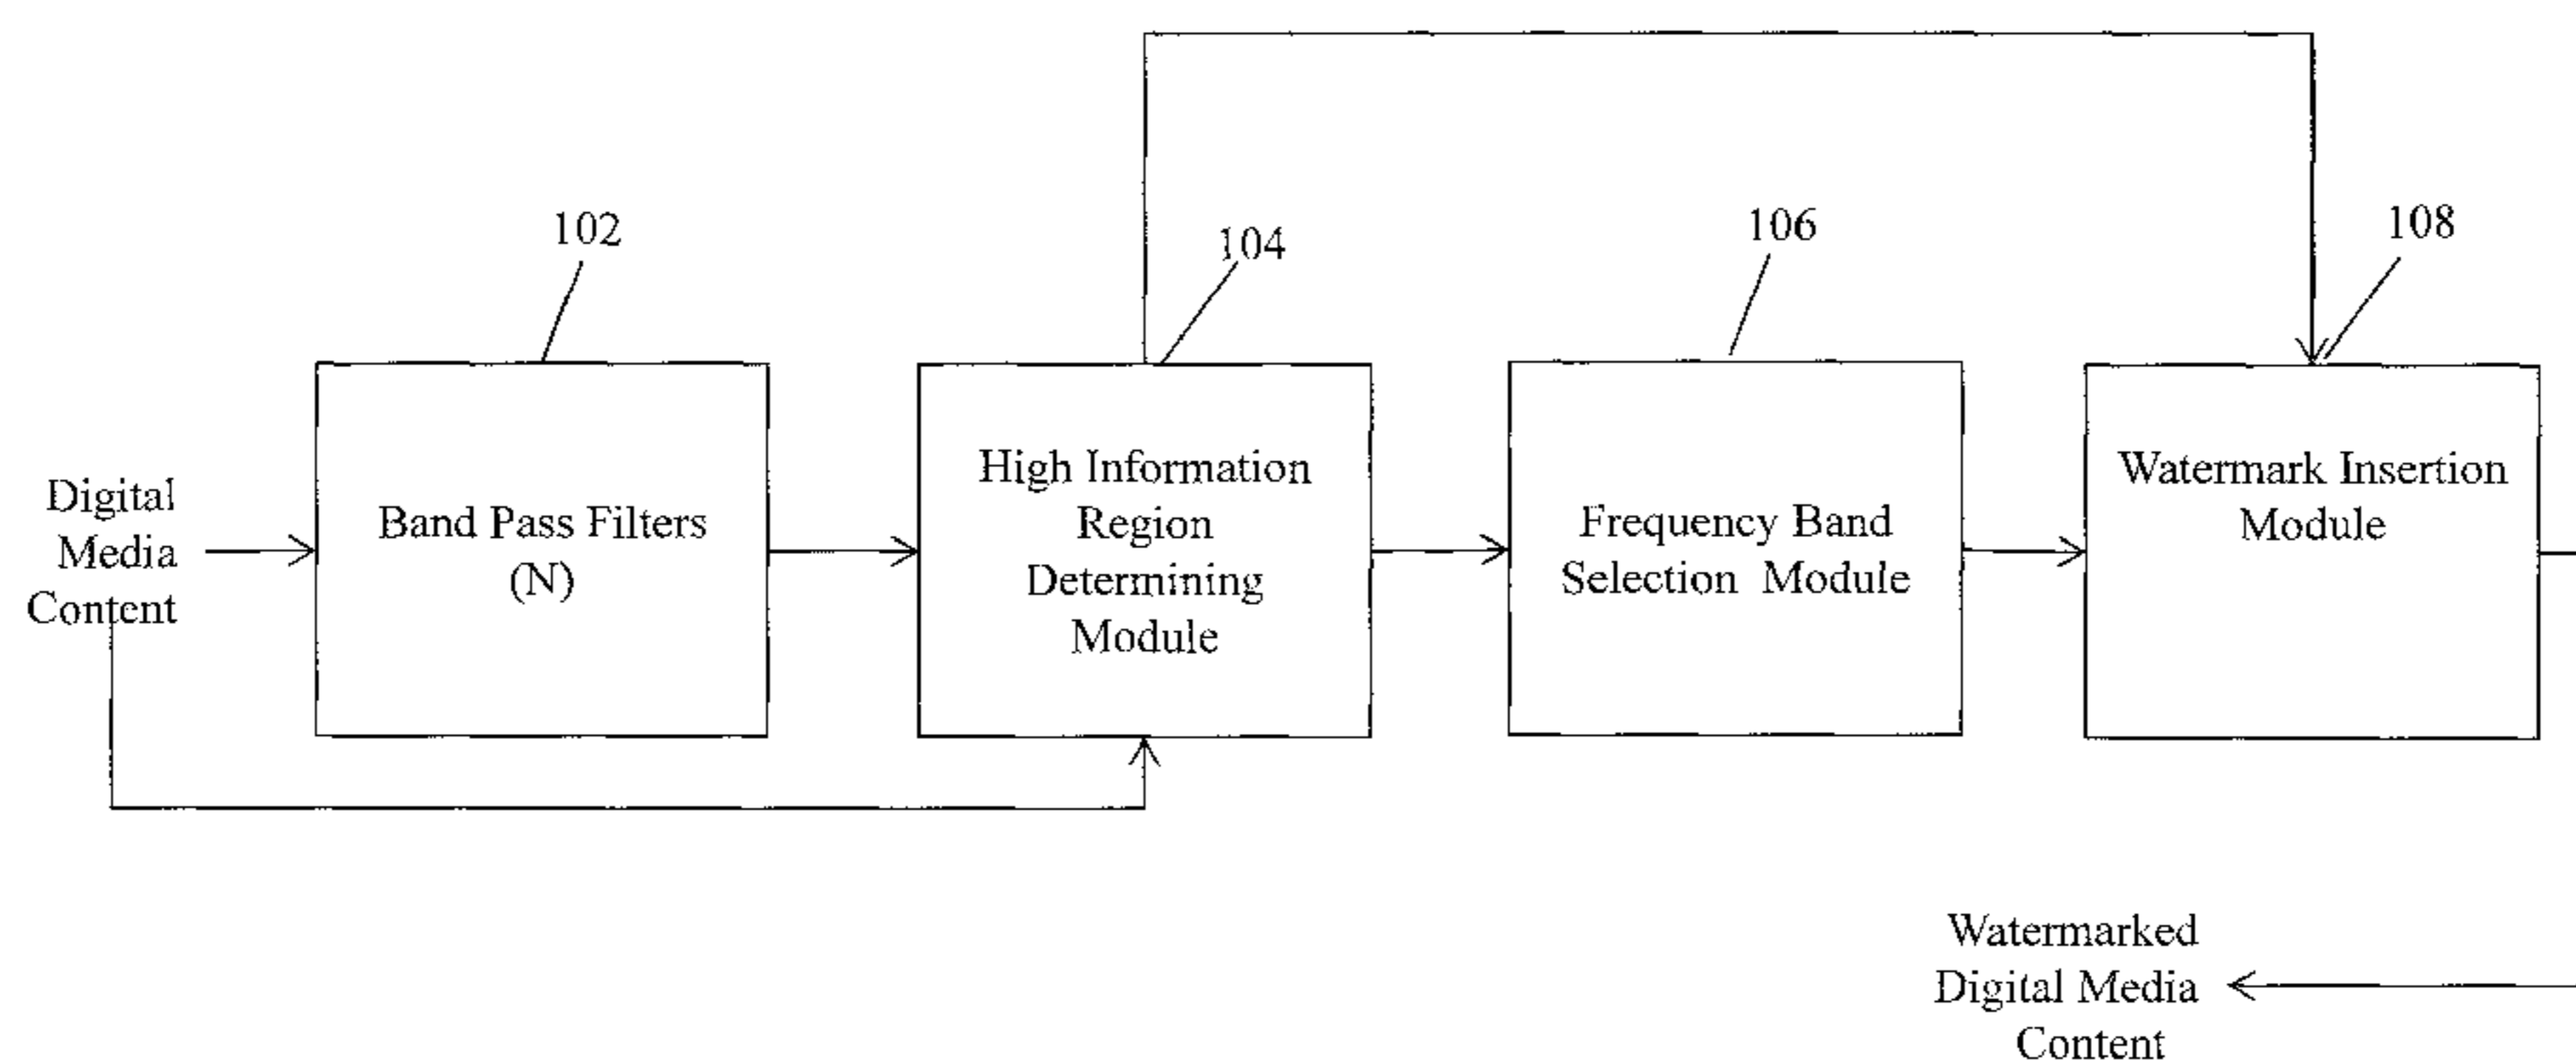 102
104
106
108
Digital
Media
Content
Band Pass Filters
(N)
High Information
Region
Determining
Module
Frequency Band
Selection Module
Watermark Insertion
Module
Watermarked
Digital Media
Content